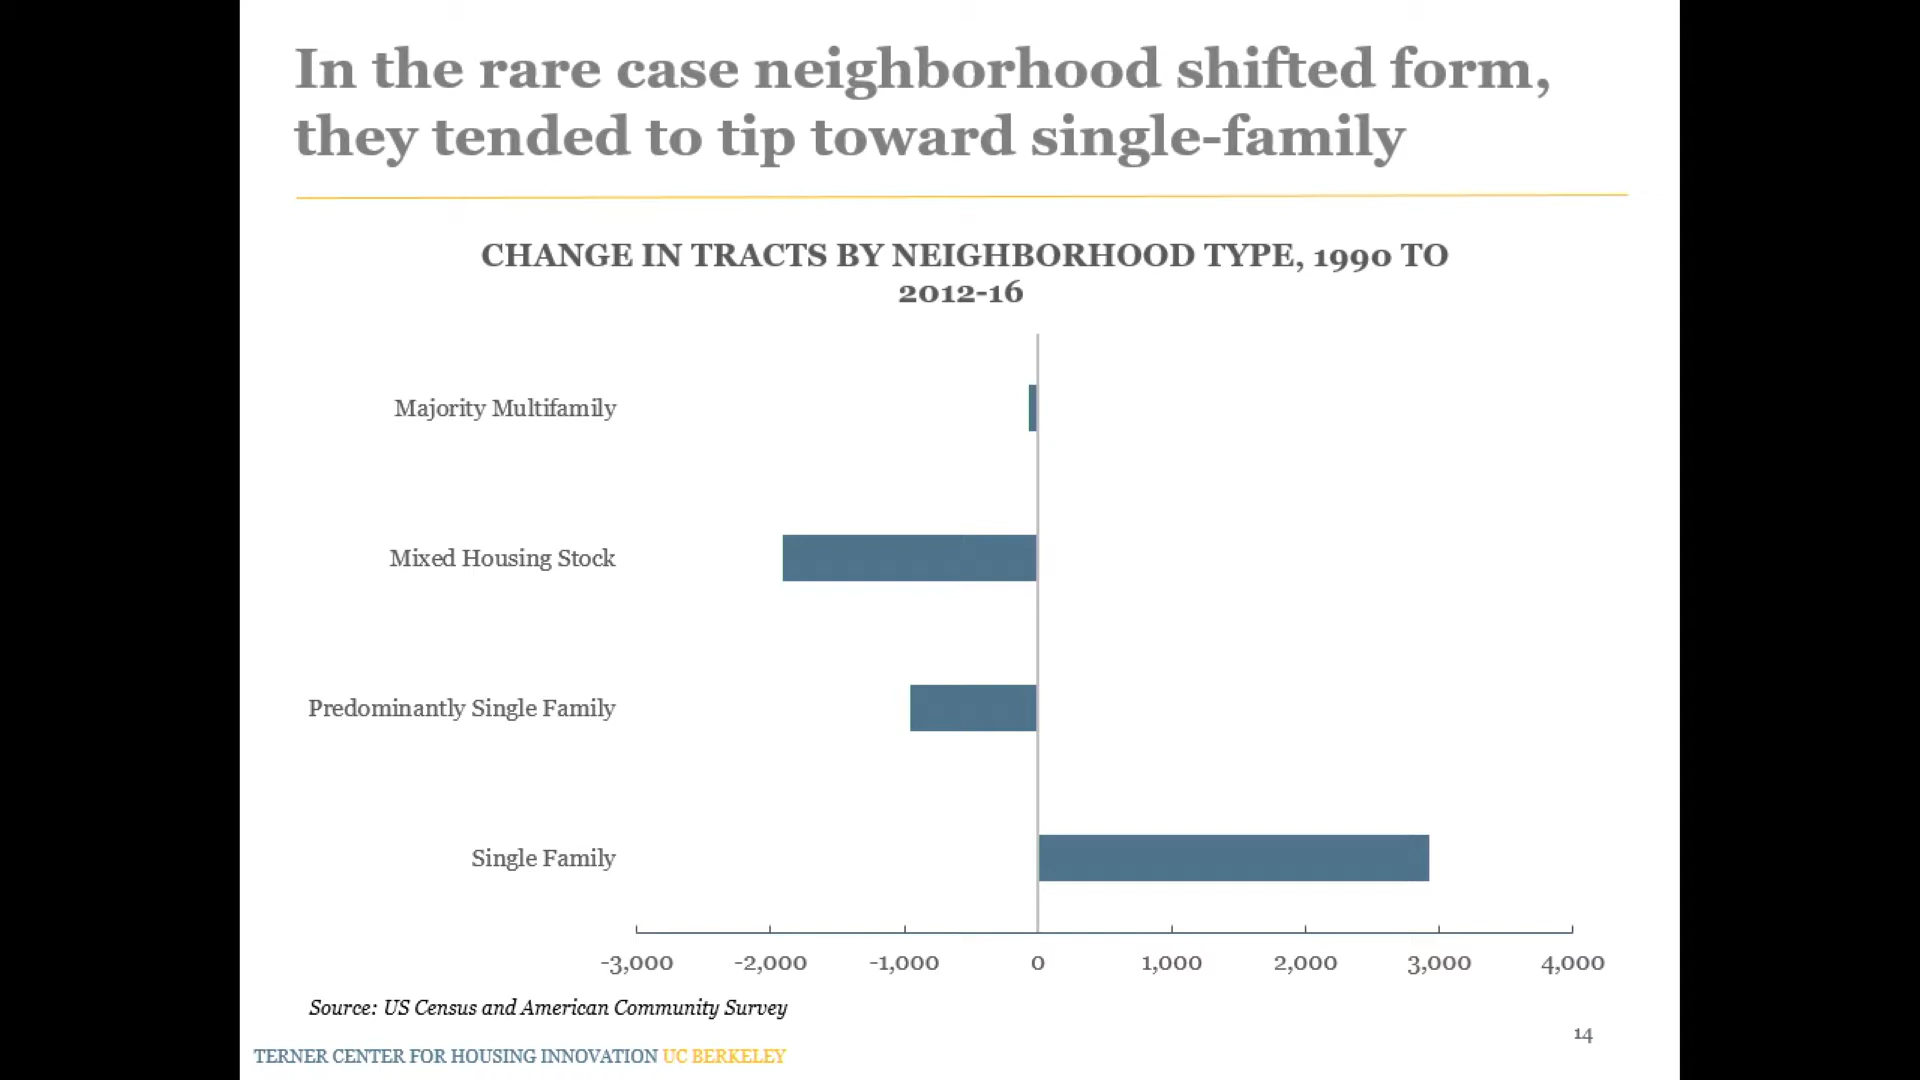 In the rare case neighborhood shifted form,
they tended to tip toward single-family
CHANGE IN TRACTS BY NEIGHBORHOOD TYPE, 1990 TO
2012-16
Majority Multifamily
Mixed Housing Stock
Predominantly Single Family
Single Family
-3,000 -2,000 -1,000 0 1,000 2,000 3,000 4,000
Source: US Census and American Community Survey
14
TERNER CENTER FOR HOUSING INNOVATION UC BERKELEY